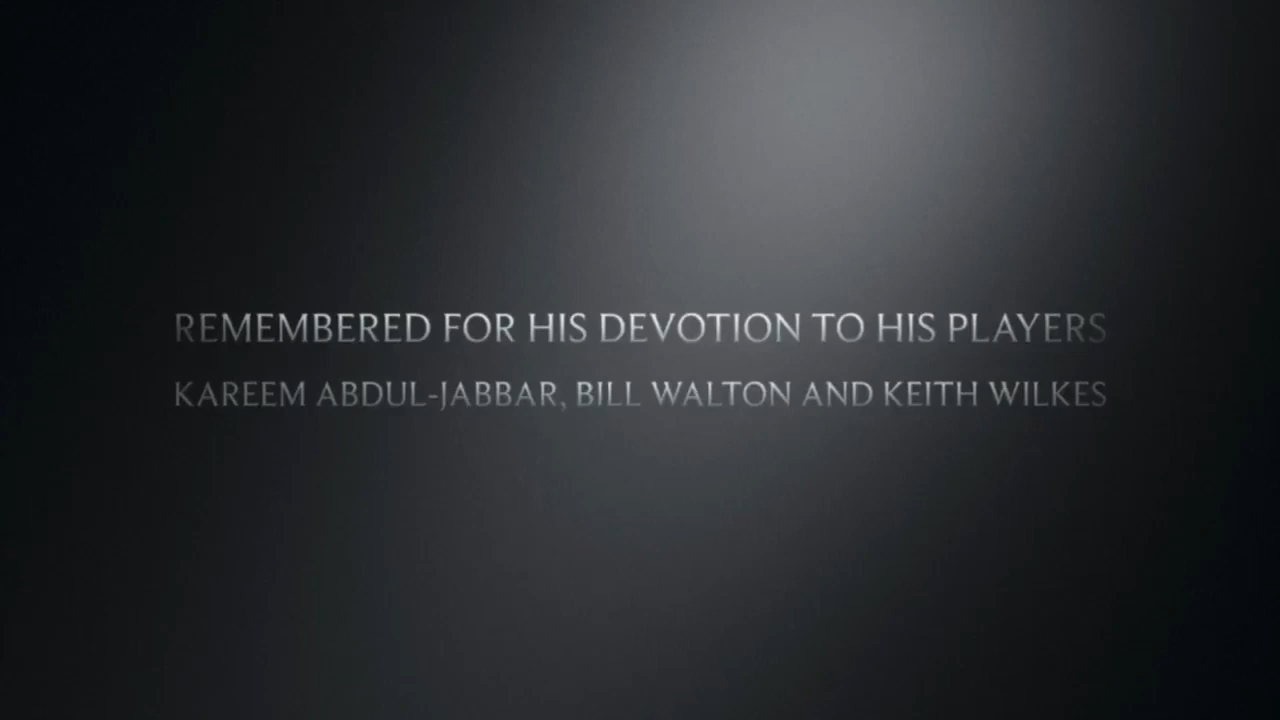 REMEMBERED FOR HIS DEVOTION TO HIS PLAYERS
KAREEM ABDUL-JABBAR, BILL WALTON AND KEITH WILKES